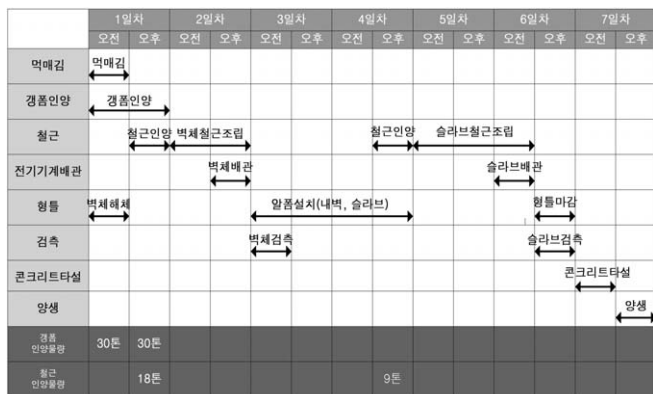 1일차 2일차 3일차 4일차 5일차 6일차 7일차
오전 오후 오전 오후 오전 오후 오전 오후 오전 오후 오전 오후 오전 오후
먹매김 먹매김
갱폼인양 갱폼인양
철근 철근인양 벽체철근조립 철근인양 슬라브철근조립
전기기계배관 벽체배관 슬라브배관
형틀 벽체해체 알폼설치(내벽, 슬라브) 형틀마감
검측 벽체검측 슬라브검측
콘크리트타설 콘크리트타설
양생 양생
갱폼
인양물량 30톤 30톤
철근
인양물량 18톤 9톤